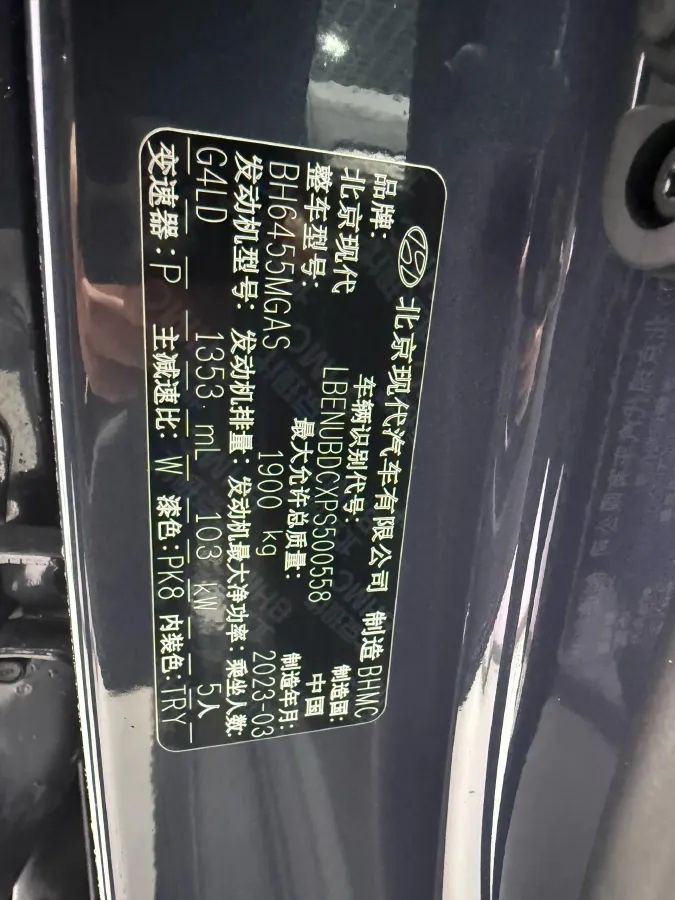 北京现代汽车有限公司 制造 BHMC
品牌: 车辆识别代号: 制造国:
北京现代 LBENUBDCXPS500558 中国
整车型号: 最大允许总质量: 制造年月:
BH6455MGAS 1900 kg 2023-03
发动机型号: 发动机排量: 发动机最大净功率: 乘坐人数:
G4LD 1353 mL 103 kW 5人
变速器: P 主减速比: W 漆色: PK8 内装色: TRY